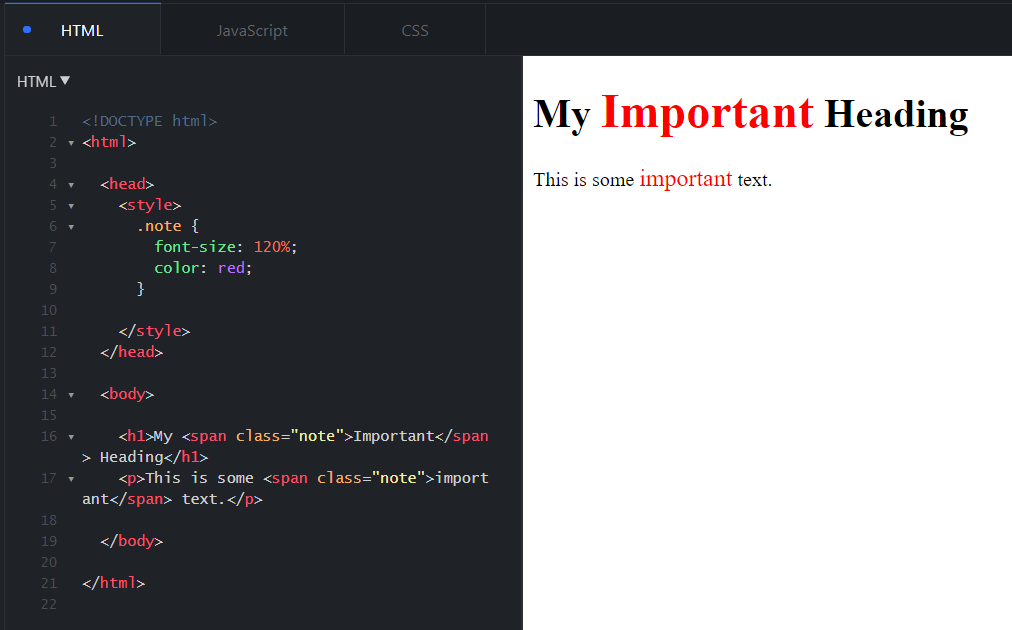 HTML JavaScript CSS
HTML ▼
1 <!DOCTYPE html>
2 <html>
3
4 <head>
5 <style>
6 .note {
7 font-size: 120%;
8 color: red;
9 }
10
11 </style>
12 </head>
13
14 <body>
15
16 <h1>My <span class="note">Important</span
> Heading</h1>
17 <p>This is some <span class="note">import
ant</span> text.</p>
18
19 </body>
20
21 </html>
22
My Important Heading
This is some important text.